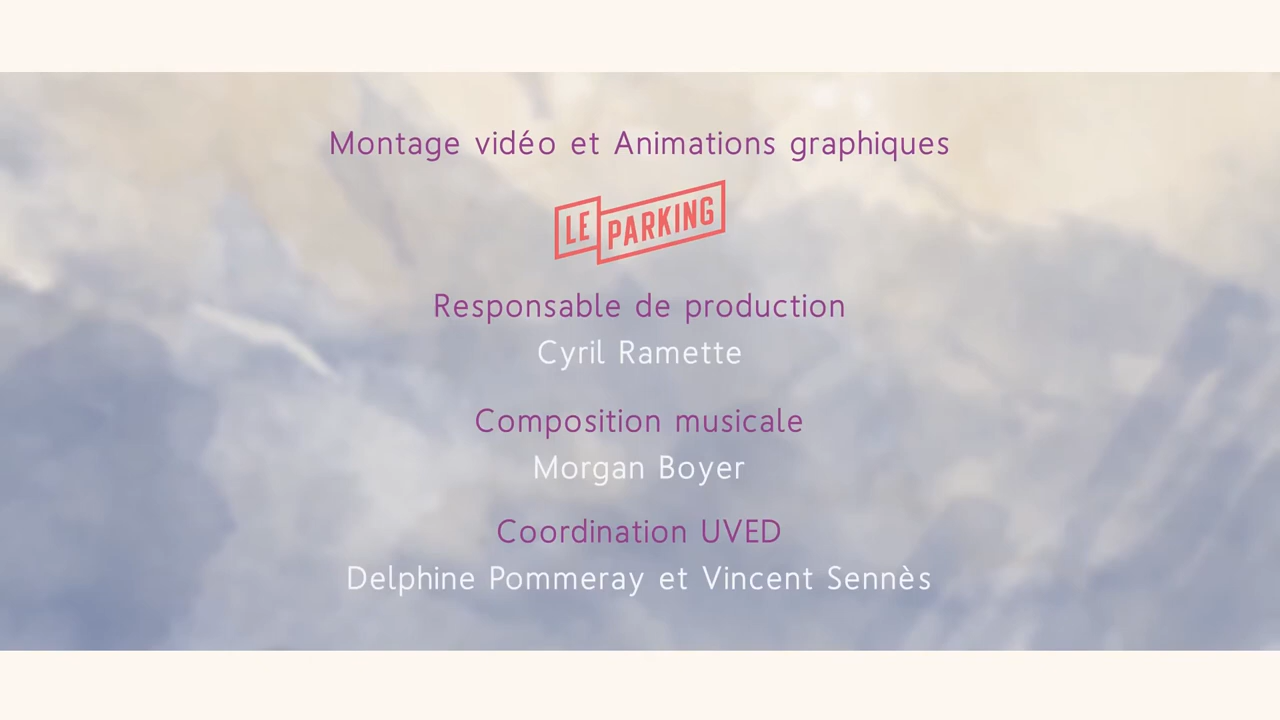 Montage vidéo et Animations graphiques
LE PARKING
Responsable de production
Cyril Ramette
Composition musicale
Morgan Boyer
Coordination UVED
Delphine Pommeray et Vincent Sennès